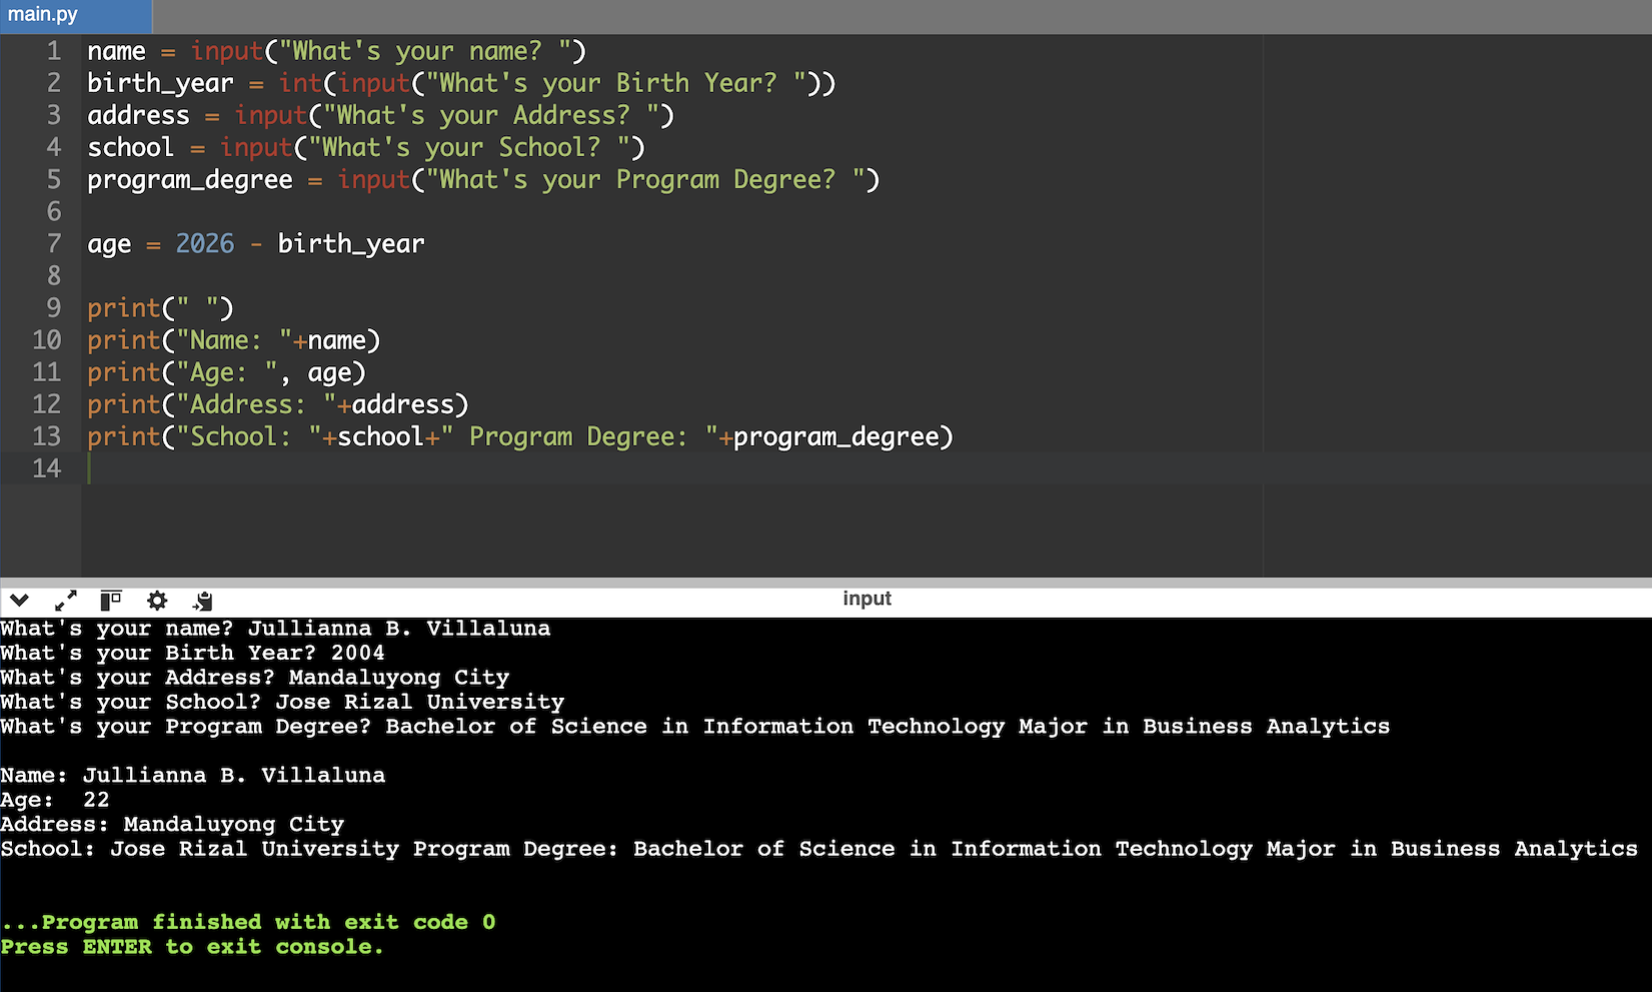 main.py
1 name = input("What's your name? ")
2 birth_year = int(input("What's your Birth Year? "))
3 address = input("What's your Address? ")
4 school = input("What's your School? ")
5 program_degree = input("What's your Program Degree? ")
6
7 age = 2026 - birth_year
8
9 print(" ")
10 print("Name: "+name)
11 print("Age: ", age)
12 print("Address: "+address)
13 print("School: "+school+" Program Degree: "+program_degree)
14
input
What's your name? Jullianna B. Villaluna
What's your Birth Year? 2004
What's your Address? Mandaluyong City
What's your School? Jose Rizal University
What's your Program Degree? Bachelor of Science in Information Technology Major in Business Analytics
Name: Jullianna B. Villaluna
Age:  22
Address: Mandaluyong City
School: Jose Rizal University Program Degree: Bachelor of Science in Information Technology Major in Business Analytics
...Program finished with exit code 0
Press ENTER to exit console.